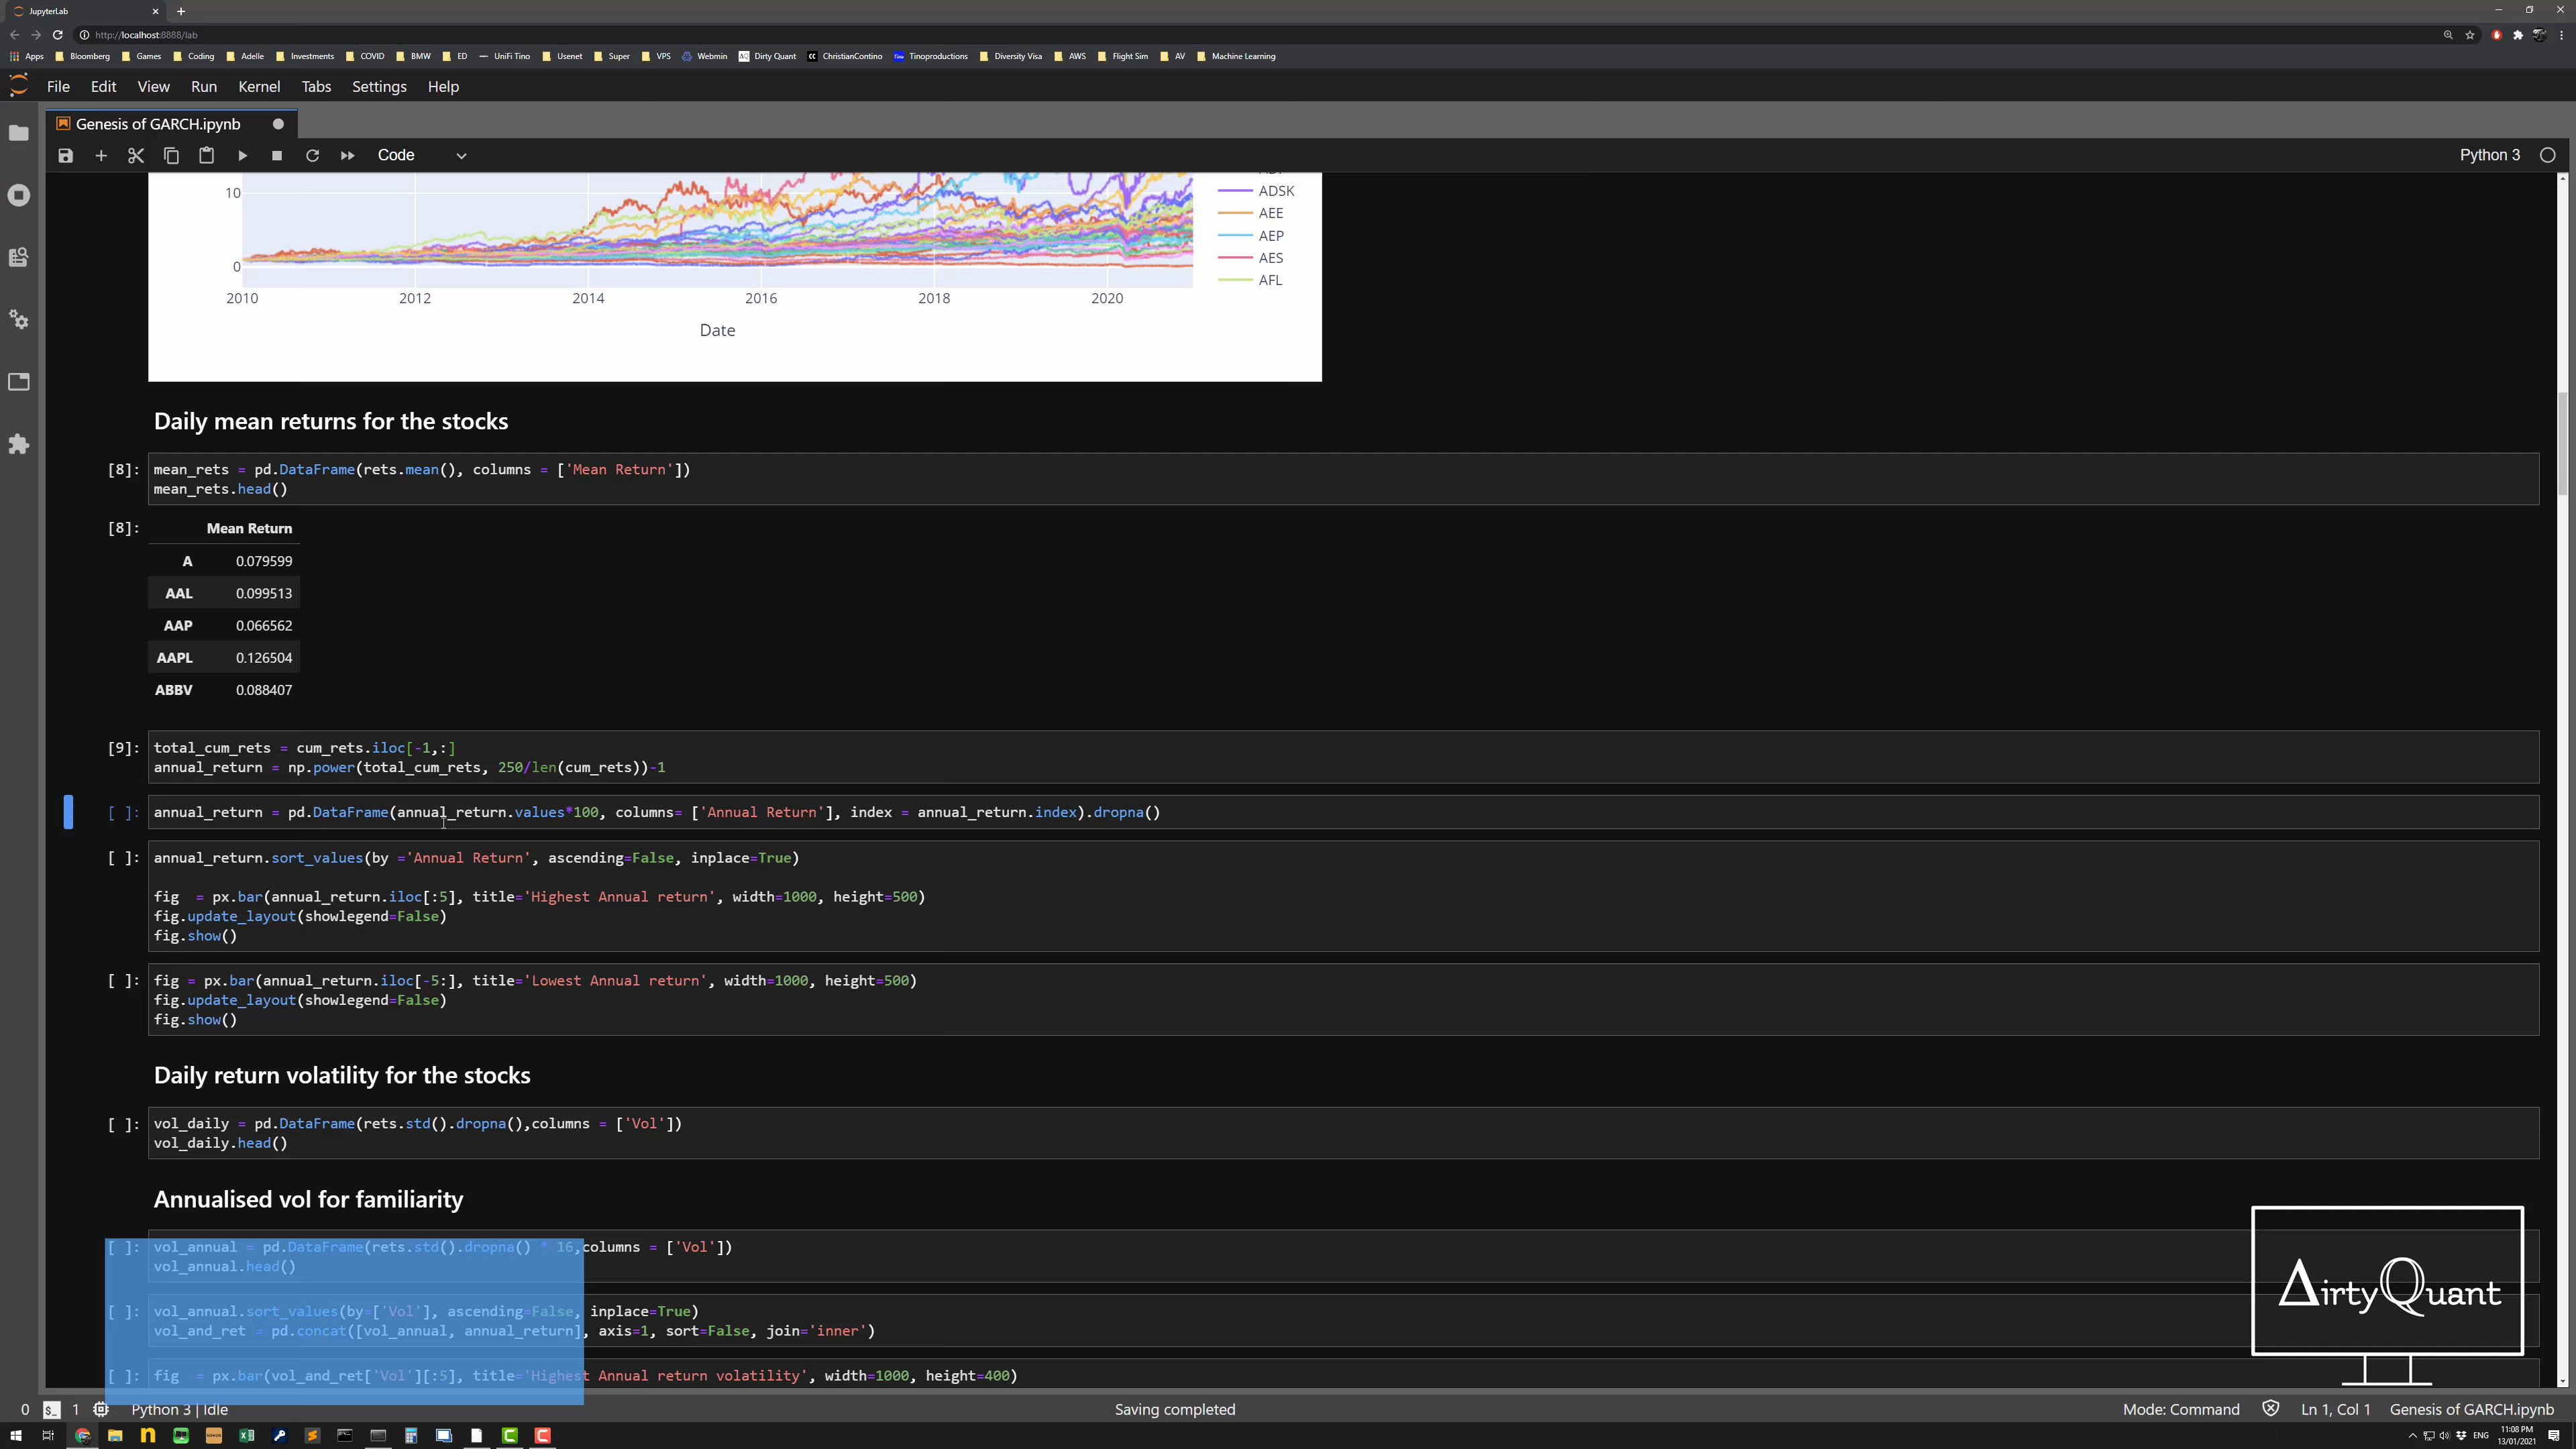 JupyterLab
http://localhost:8888/lab
Apps Bloomberg Games Coding Adelle Investments COVID BMW ED UniFi Tino Usenet Super VPS Webmin Dirty Quant ChristianContino Tinoproductions Diversity Visa AWS Flight Sim AV Machine Learning
File Edit View Run Kernel Tabs Settings Help
Genesis of GARCH.ipynb
Code Python 3
10
0
2010 2012 2014 2016 2018 2020
Date
ADSK
AEE
AEP
AES
AFL
Daily mean returns for the stocks
[8]: mean_rets = pd.DataFrame(rets.mean(), columns = ['Mean Return'])
mean_rets.head()
[8]: Mean Return
A 0.079599
AAL 0.099513
AAP 0.066562
AAPL 0.126504
ABBV 0.088407
[9]: total_cum_rets = cum_rets.iloc[-1,:]
annual_return = np.power(total_cum_rets, 250/len(cum_rets))-1
[ ]: annual_return = pd.DataFrame(annual_return.values*100, columns= ['Annual Return'], index = annual_return.index).dropna()
[ ]: annual_return.sort_values(by ='Annual Return', ascending=False, inplace=True)
fig  = px.bar(annual_return.iloc[:5], title='Highest Annual return', width=1000, height=500)
fig.update_layout(showlegend=False)
fig.show()
[ ]: fig = px.bar(annual_return.iloc[-5:], title='Lowest Annual return', width=1000, height=500)
fig.update_layout(showlegend=False)
fig.show()
Daily return volatility for the stocks
[ ]: vol_daily = pd.DataFrame(rets.std().dropna(),columns = ['Vol'])
vol_daily.head()
Annualised vol for familiarity
[ ]: vol_annual = pd.DataFrame(rets.std().dropna() * 16,columns = ['Vol'])
vol_annual.head()
[ ]: vol_annual.sort_values(by=['Vol'], ascending=False, inplace=True)
vol_and_ret = pd.concat([vol_annual, annual_return], axis=1, sort=False, join='inner')
[ ]: fig  = px.bar(vol_and_ret['Vol'][:5], title='Highest Annual return volatility', width=1000, height=400)
ΔirtyQuant
0 $_ 1 Python 3 | Idle Saving completed Mode: Command Ln 1, Col 1 Genesis of GARCH.ipynb
ENG 11:08 PM
13/01/2021